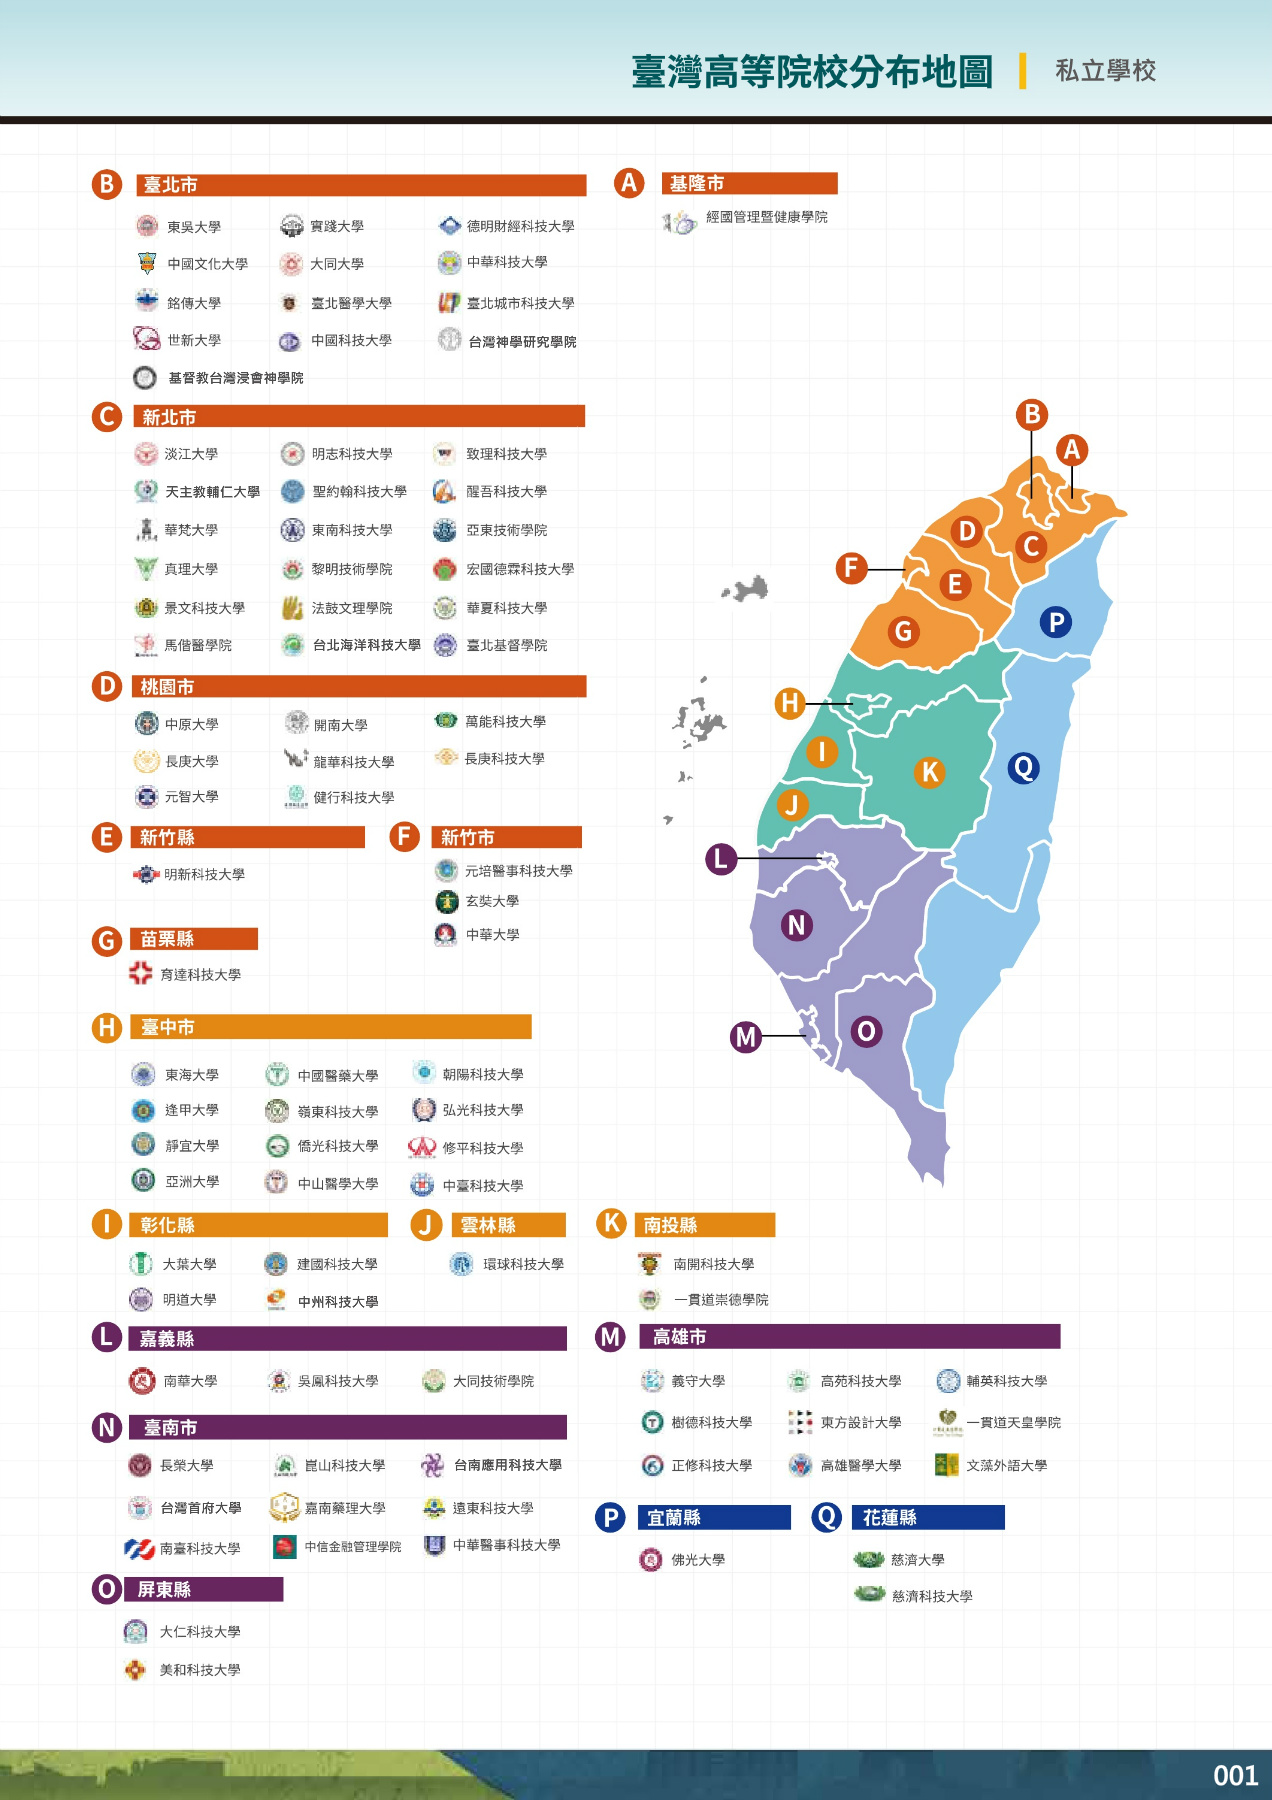 臺灣高等院校分布地圖 私立學校
B 臺北市
東吳大學 實踐大學 德明財經科技大學
中國文化大學 大同大學 中華科技大學
銘傳大學 臺北醫學大學 臺北城市科技大學
世新大學 中國科技大學 台灣神學研究學院
基督教台灣浸會神學院
A 基隆市
經國管理暨健康學院
C 新北市
淡江大學 明志科技大學 致理科技大學
天主教輔仁大學 聖約翰科技大學 醒吾科技大學
華梵大學 東南科技大學 亞東技術學院
真理大學 黎明技術學院 宏國德霖科技大學
景文科技大學 法鼓文理學院 華夏科技大學
馬偕醫學院 台北海洋科技大學 臺北基督學院
D 桃園市
中原大學 開南大學 萬能科技大學
長庚大學 龍華科技大學 長庚科技大學
元智大學 健行科技大學
E 新竹縣
明新科技大學
F 新竹市
元培醫事科技大學
玄奘大學
中華大學
G 苗栗縣
育達科技大學
H 臺中市
東海大學 中國醫藥大學 朝陽科技大學
逢甲大學 嶺東科技大學 弘光科技大學
靜宜大學 僑光科技大學 修平科技大學
亞洲大學 中山醫學大學 中臺科技大學
I 彰化縣
大葉大學 建國科技大學
明道大學 中州科技大學
J 雲林縣
環球科技大學
K 南投縣
南開科技大學
一貫道崇德學院
L 嘉義縣
南華大學 吳鳳科技大學 大同技術學院
M 高雄市
義守大學 高苑科技大學 輔英科技大學
樹德科技大學 東方設計大學 一貫道天皇學院
正修科技大學 高雄醫學大學 文藻外語大學
N 臺南市
長榮大學 崑山科技大學 台南應用科技大學
台灣首府大學 嘉南藥理大學 遠東科技大學
南臺科技大學 中信金融管理學院 中華醫事科技大學
O 屏東縣
大仁科技大學
美和科技大學
P 宜蘭縣
佛光大學
Q 花蓮縣
慈濟大學
慈濟科技大學
B
A
D
C
F
E
P
G
H
I
K
Q
J
L
N
M
O
001